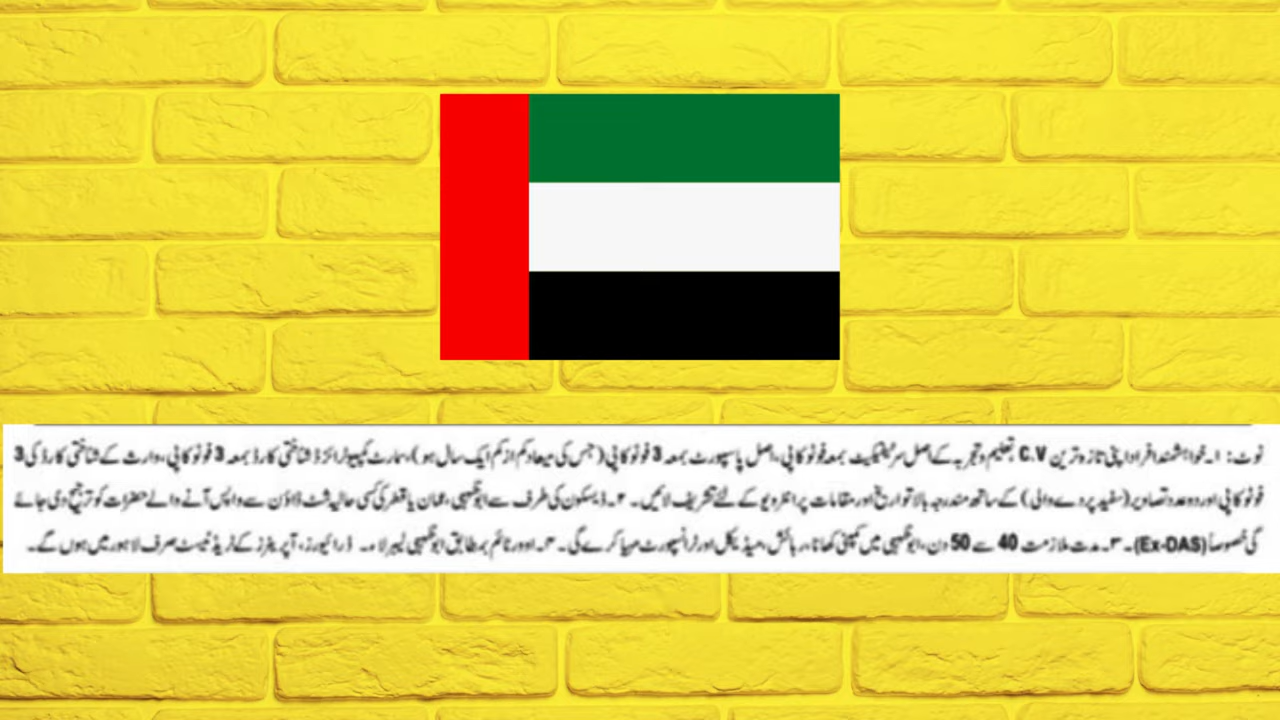 نوٹ: ۱۔ خواہشمند افراد اپنی تازہ ترین C.V، تعلیم و تجربہ کے اصل سرٹیفکیٹ بمعہ فوٹو کاپی، اصل پاسپورٹ بمعہ 3 فوٹو کاپی (جس کی میعاد کم از کم ایک سال ہو)، سمارٹ کمپیوٹرائزڈ شناختی کارڈ بمعہ 3 فوٹو کاپی، وارث کے شناختی کارڈ کی 3
فوٹو کاپی اور دو عدد تصاویر (سفید پردے والی) کے ساتھ مندرجہ بالا تواریخ اور مقامات پر انٹرویو کے لئے تشریف لائیں۔ ۲۔ ڈیسکون کی طرف سے ابوظہبی، عمان یا قطر کی کسی حالیہ شٹ ڈاؤن سے واپس آنے والے حضرات کو ترجیح دی جائے
گی خصوصاً (Ex-DAS)۔ ۳۔ مدت ملازمت 40 سے 50 دن، ابوظہبی میں کمپنی کھانا، رہائش، میڈیکل اور ٹرانسپورٹ مہیا کرے گی۔ ۴۔ اوور ٹائم بمطابق ابوظہبی لیبر لاء۔ ڈرائیورز، آپریٹرز کے ٹریڈ ٹیسٹ صرف لاہور میں ہوں گے۔